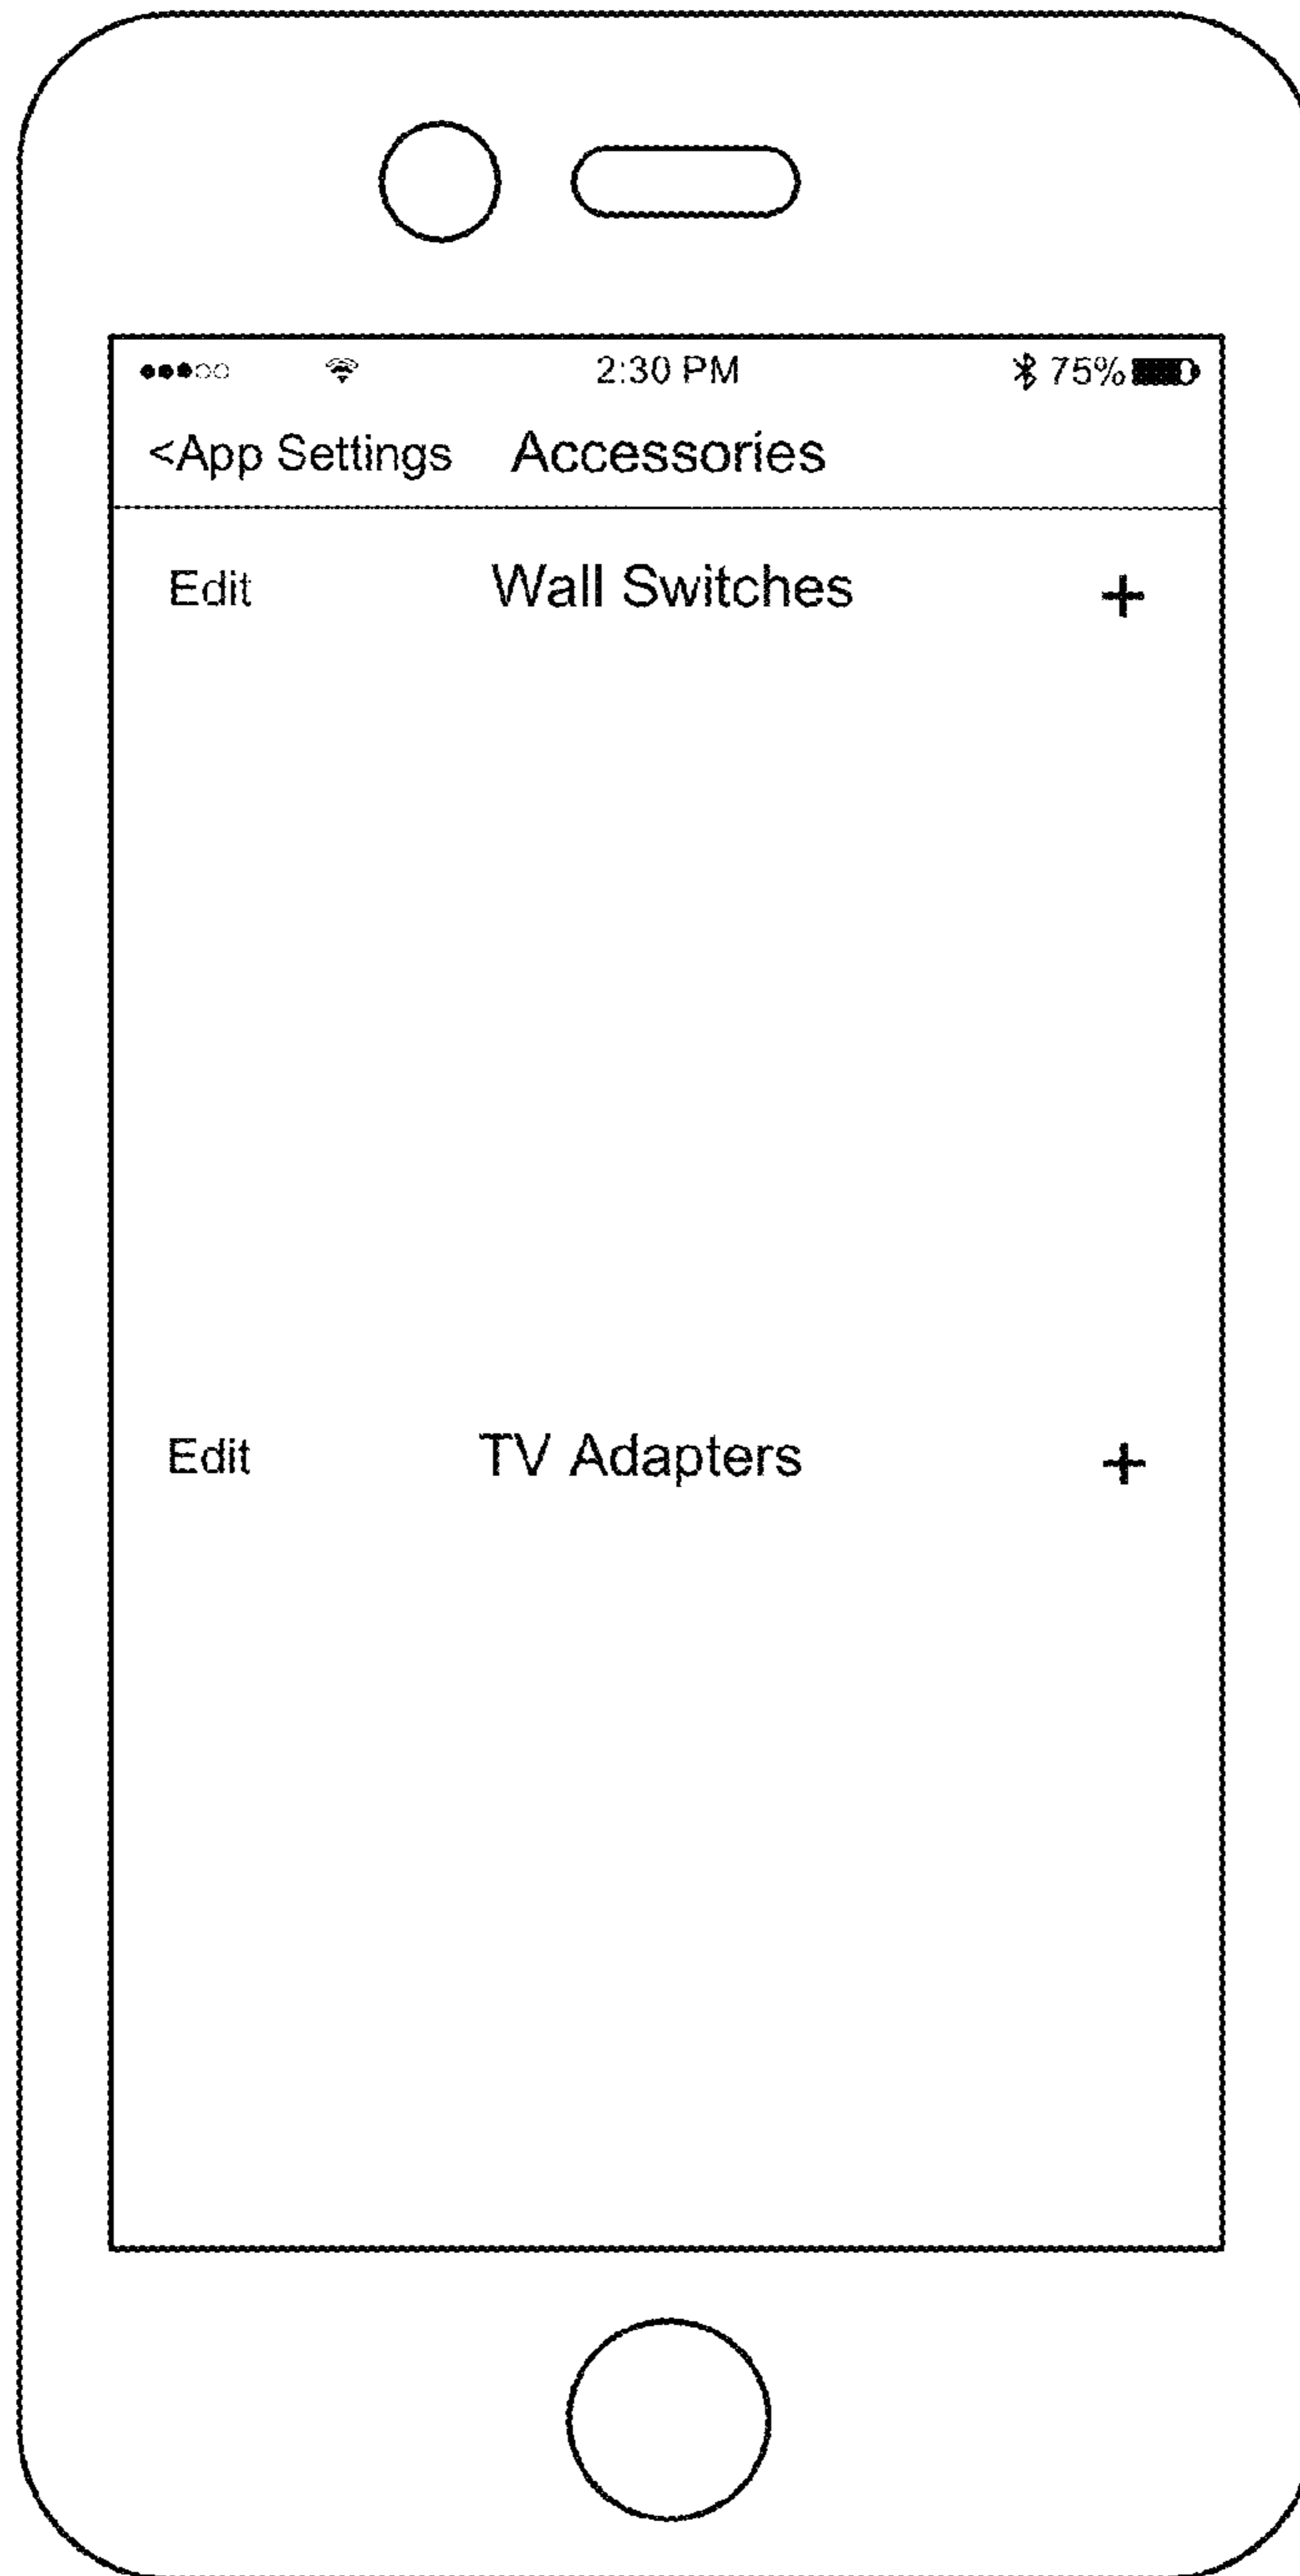 2:30 PM 75%
<App Settings Accessories
Edit Wall Switches +
Edit TV Adapters +